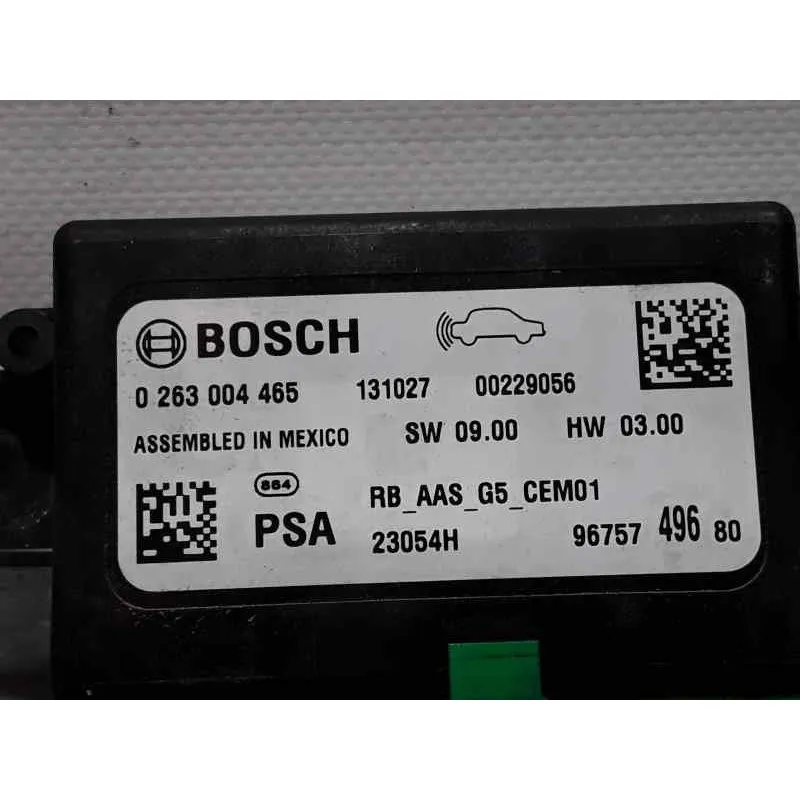 BOSCH
0 263 004 465 131027 00229056
ASSEMBLED IN MEXICO SW 09.00 HW 03.00
864 RB_AAS_G5_CEM01
PSA 23054H 96757 496 80